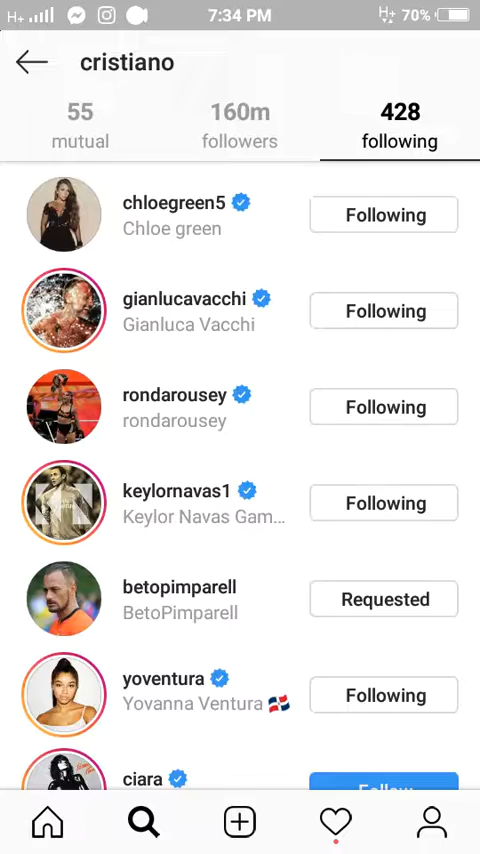 H+ 7:34 PM H+ 70%
cristiano
55 160m 428
mutual followers following
chloegreen5
Chloe green
Following
gianlucavacchi
Gianluca Vacchi
Following
rondarousey
rondarousey
Following
keylornavas1
Keylor Navas Gam...
Following
betopimparell
BetoPimparell
Requested
yoventura
Yovanna Ventura 🇩🇴
Following
ciara
Follow